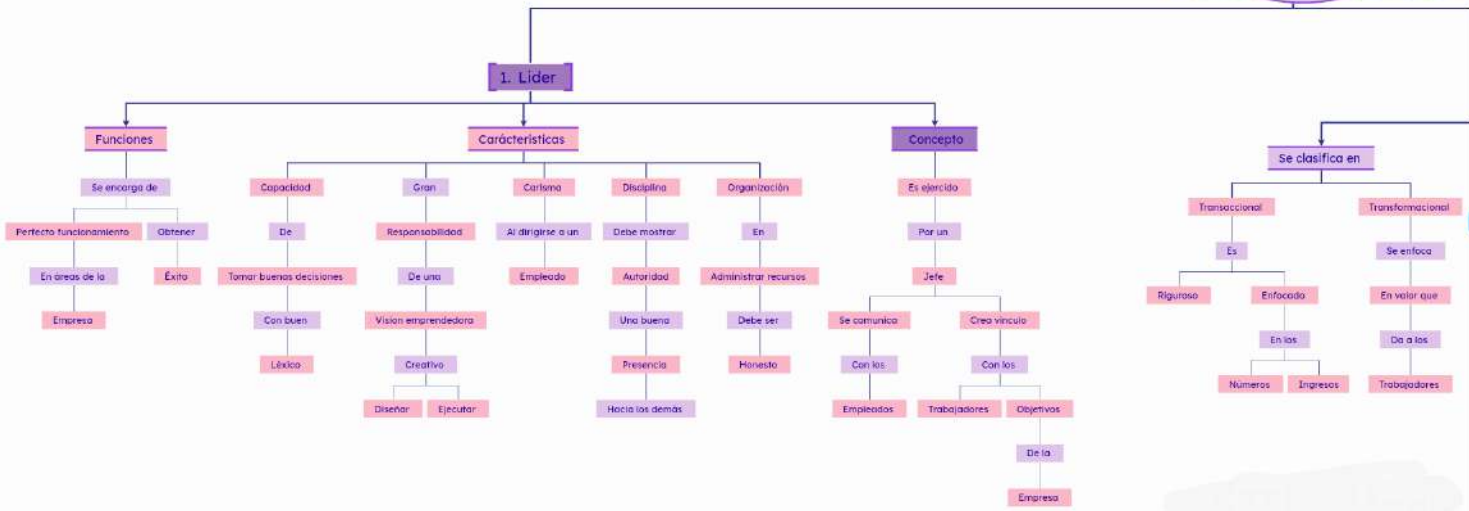 1. Lider
Funciones
Se encarga de
Perfecto funcionamiento
En áreas de la
Empresa
Obtener
Éxito
Carácteristicas
Capacidad
De
Tomar buenas decisiones
Con buen
Léxico
Gran
Responsabilidad
De una
Vision emprendedora
Creativo
Diseñar
Ejecutar
Carisma
Al dirigirse a un
Empleado
Disciplina
Debe mostrar
Autoridad
Una buena
Presencia
Hacia los demás
Organización
En
Administrar recursos
Debe ser
Honesto
Concepto
Es ejercido
Por un
Jefe
Se comunica
Con los
Empleados
Crea vinculo
Con los
Trabajadores
Objetivos
De la
Empresa
Se clasifica en
Transaccional
Es
Riguroso
Enfocado
En los
Números
Ingresos
Transformacional
Se enfoca
En valor que
Da a los
Trabajadores